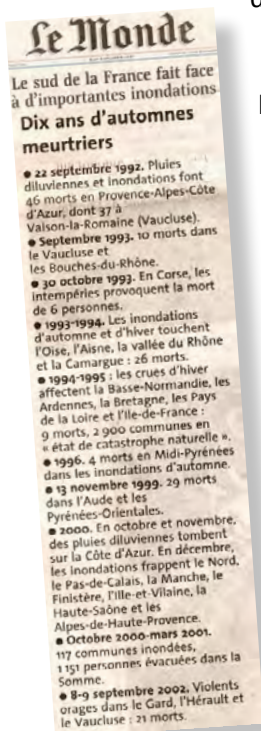 Le Monde
Le sud de la France fait face
à d'importantes inondations
Dix ans d'automnes
meurtriers
• 22 septembre 1992. Pluies
diluviennes et inondations font
46 morts en Provence-Alpes-Côte
d'Azur, dont 37 à
Vaison-la-Romaine (Vaucluse).
• Septembre 1993. 10 morts dans
le Vaucluse et
les Bouches-du-Rhône.
• 30 octobre 1993. En Corse, les
intempéries provoquent la mort
de 6 personnes.
• 1993-1994. Les inondations
d'automne et d'hiver touchent
l'Oise, l'Aisne, la vallée du Rhône
et la Camargue : 26 morts.
• 1994-1995 : les crues d'hiver
affectent la Basse-Normandie, les
Ardennes, la Bretagne, les Pays
de la Loire et l'Ile-de-France :
9 morts, 2 900 communes en
« état de catastrophe naturelle ».
• 1996. 4 morts en Midi-Pyrénées
dans les inondations d'automne.
• 13 novembre 1999. 29 morts
dans l'Aude et les
Pyrénées-Orientales.
• 2000. En octobre et novembre,
des pluies diluviennes tombent
sur la Côte d'Azur. En décembre,
les inondations frappent le Nord,
le Pas-de-Calais, la Manche, le
Finistère, l'Ille-et-Vilaine, la
Haute-Saône et les
Alpes-de-Haute-Provence.
• Octobre 2000-mars 2001.
117 communes inondées,
1 151 personnes évacuées dans la
Somme.
• 8-9 septembre 2002. Violents
orages dans le Gard, l'Hérault et
le Vaucluse : 21 morts.